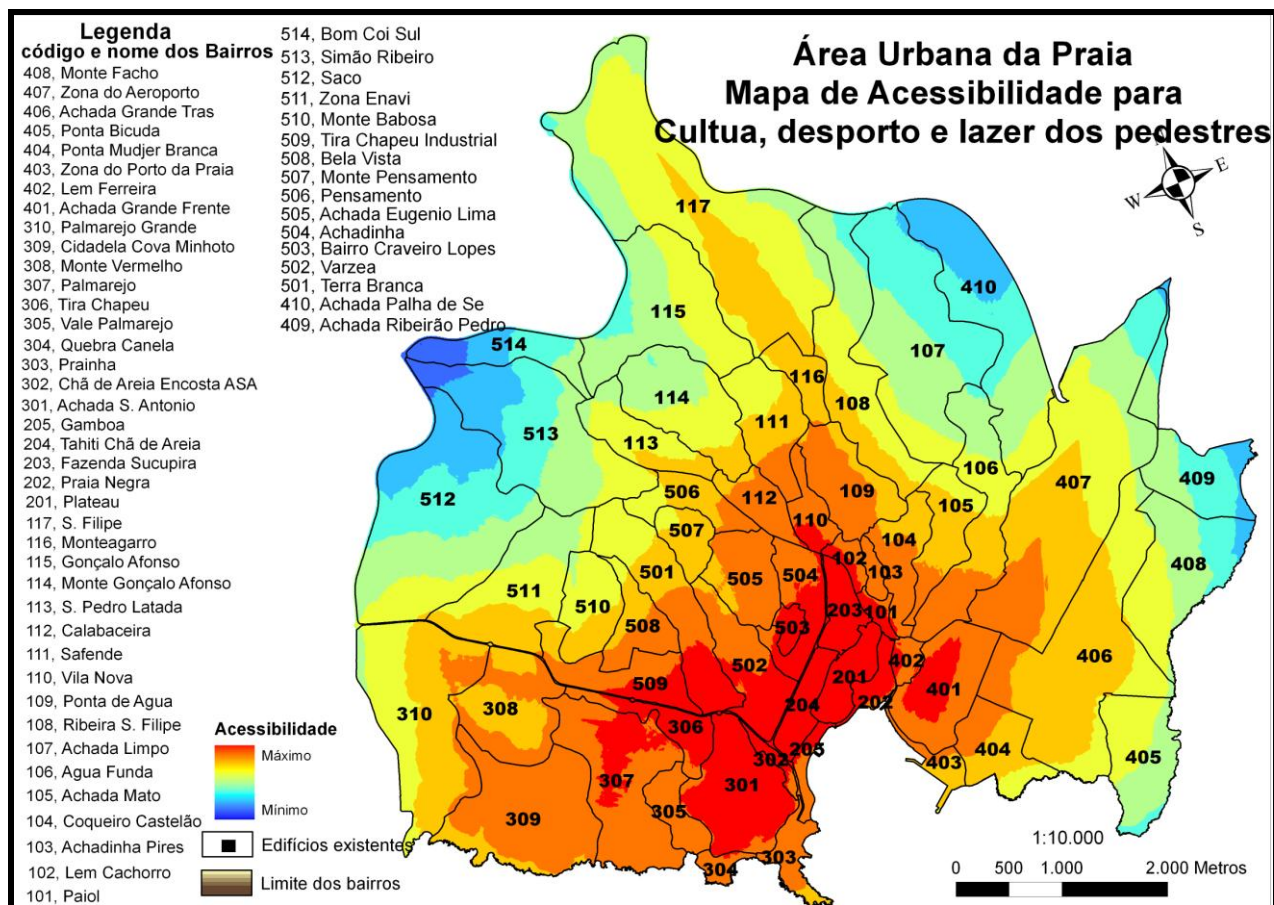 Legenda
código e nome dos Bairros
408, Monte Facho
407, Zona do Aeroporto
406, Achada Grande Tras
405, Ponta Bicuda
404, Ponta Mudjer Branca
403, Zona do Porto da Praia
402, Lem Ferreira
401, Achada Grande Frente
310, Palmarejo Grande
309, Cidadela Cova Minhoto
308, Monte Vermelho
307, Palmarejo
306, Tira Chapeu
305, Vale Palmarejo
304, Quebra Canela
303, Prainha
302, Chã de Areia Encosta ASA
301, Achada S. Antonio
205, Gamboa
204, Tahiti Chã de Areia
203, Fazenda Sucupira
202, Praia Negra
201, Plateau
117, S. Filipe
116, Monteagarro
115, Gonçalo Afonso
114, Monte Gonçalo Afonso
113, S. Pedro Latada
112, Calabaceira
111, Safende
110, Vila Nova
109, Ponta de Agua
108, Ribeira S. Filipe
107, Achada Limpo
106, Agua Funda
105, Achada Mato
104, Coqueiro Castelão
103, Achadinha Pires
102, Lem Cachorro
101, Paiol
514, Bom Coi Sul
513, Simão Ribeiro
512, Saco
511, Zona Enavi
510, Monte Babosa
509, Tira Chapeu Industrial
508, Bela Vista
507, Monte Pensamento
506, Pensamento
505, Achada Eugenio Lima
504, Achadinha
503, Bairro Craveiro Lopes
502, Varzea
501, Terra Branca
410, Achada Palha de Se
409, Achada Ribeirão Pedro
Área Urbana da Praia
Mapa de Acessibilidade para
Cultua, desporto e lazer dos pedestres
E
W
S
117
410
115
107
514
116
114
108
111
513
113
106
407
409
512
506
112
109
105
507
110
104
408
102
501
505
504
103
511
510
203
101
503
508
502
402
406
201
509
401
310
308
204
202
306
205
302
404
405
403
307
301
305
309
303
304
Acessibilidade
Máximo
Mínimo
Edifícios existentes
Limite dos bairros
1:10.000
0 500 1.000 2.000 Metros